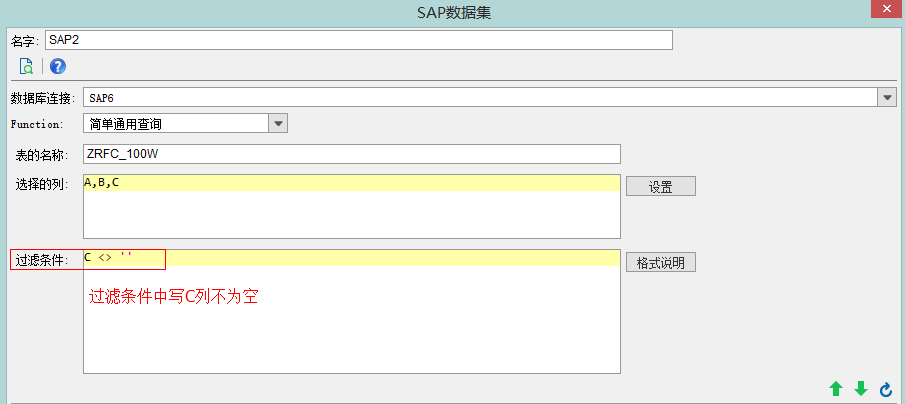 SAP数据集
名字: SAP2
数据库连接: SAP6
Function: 简单通用查询
表的名称: ZRFC_100W
选择的列: A,B,C 设置
过滤条件: C <> '' 格式说明
过滤条件中写C列不为空